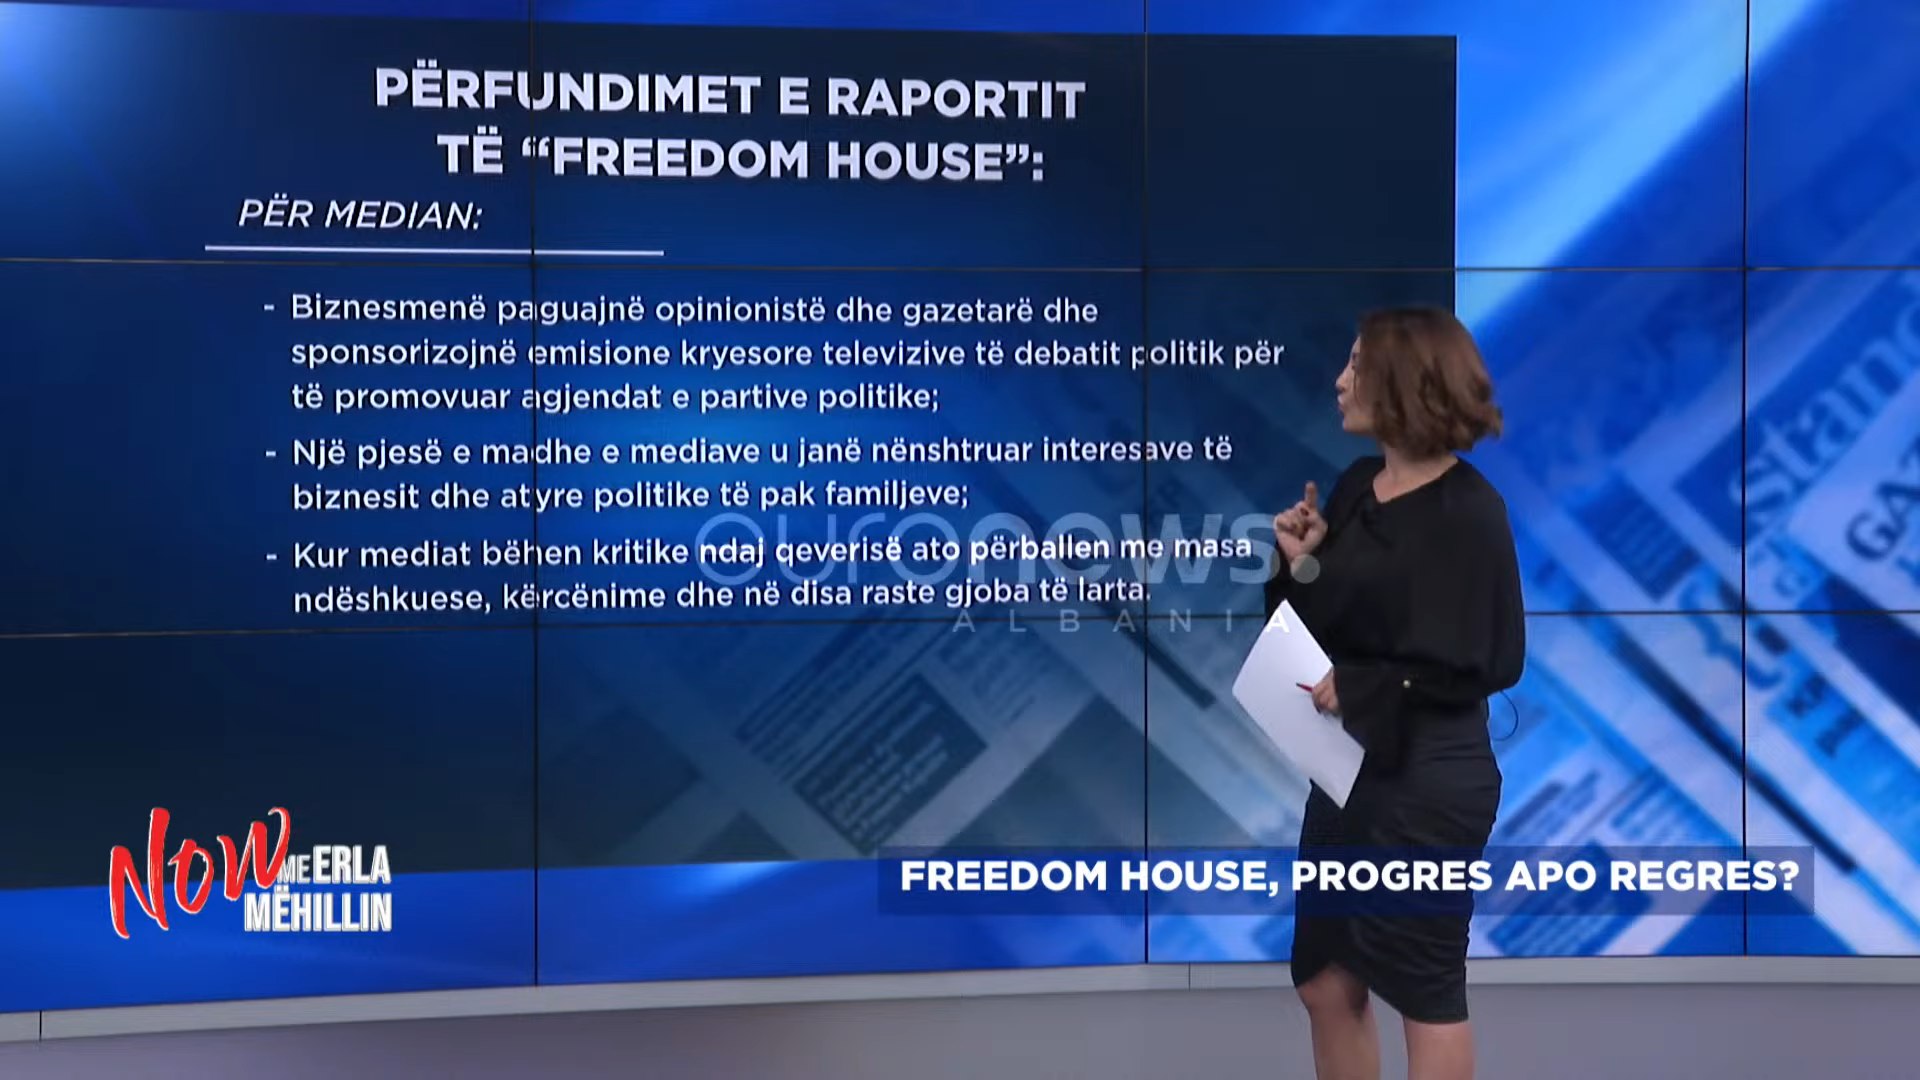 PËRFUNDIMET E RAPORTIT
TË “FREEDOM HOUSE”:
PËR MEDIAN:
- Biznesmenë paguajnë opinionistë dhe gazetarë dhe
sponsorizojnë emisione kryesore televizive të debatit politik për
të promovuar agjendat e partive politike;
- Një pjesë e madhe e mediave u janë nënshtruar interesave të
biznesit dhe atyre politike të pak familjeve;
- Kur mediat bëhen kritike ndaj qeverisë ato përballen me masa
ndëshkuese, kërcënime dhe në disa raste gjoba të larta.
euronews.
ALBANIA
stand
GAZ
Now ME ERLA
MËHILLIN
FREEDOM HOUSE, PROGRES APO REGRES?